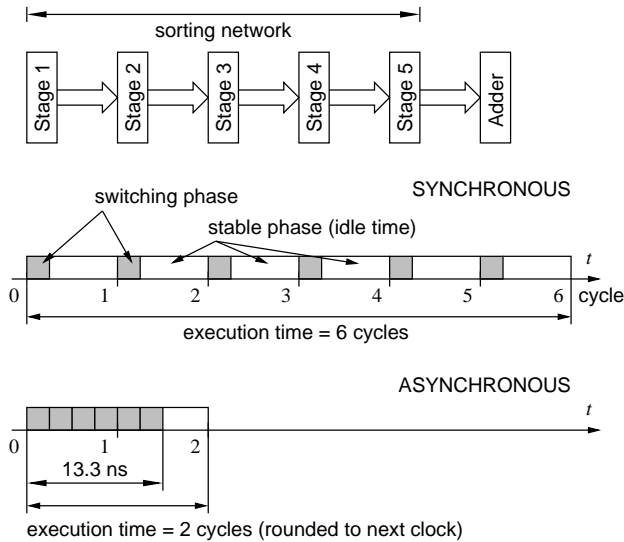 sorting network
Stage 1
Stage 2
Stage 3
Stage 4
Stage 5
Adder
SYNCHRONOUS
switching phase
stable phase (idle time)
t
0 1 2 3 4 5 6 cycle
execution time = 6 cycles
ASYNCHRONOUS
t
0 1 2
13.3 ns
execution time = 2 cycles (rounded to next clock)